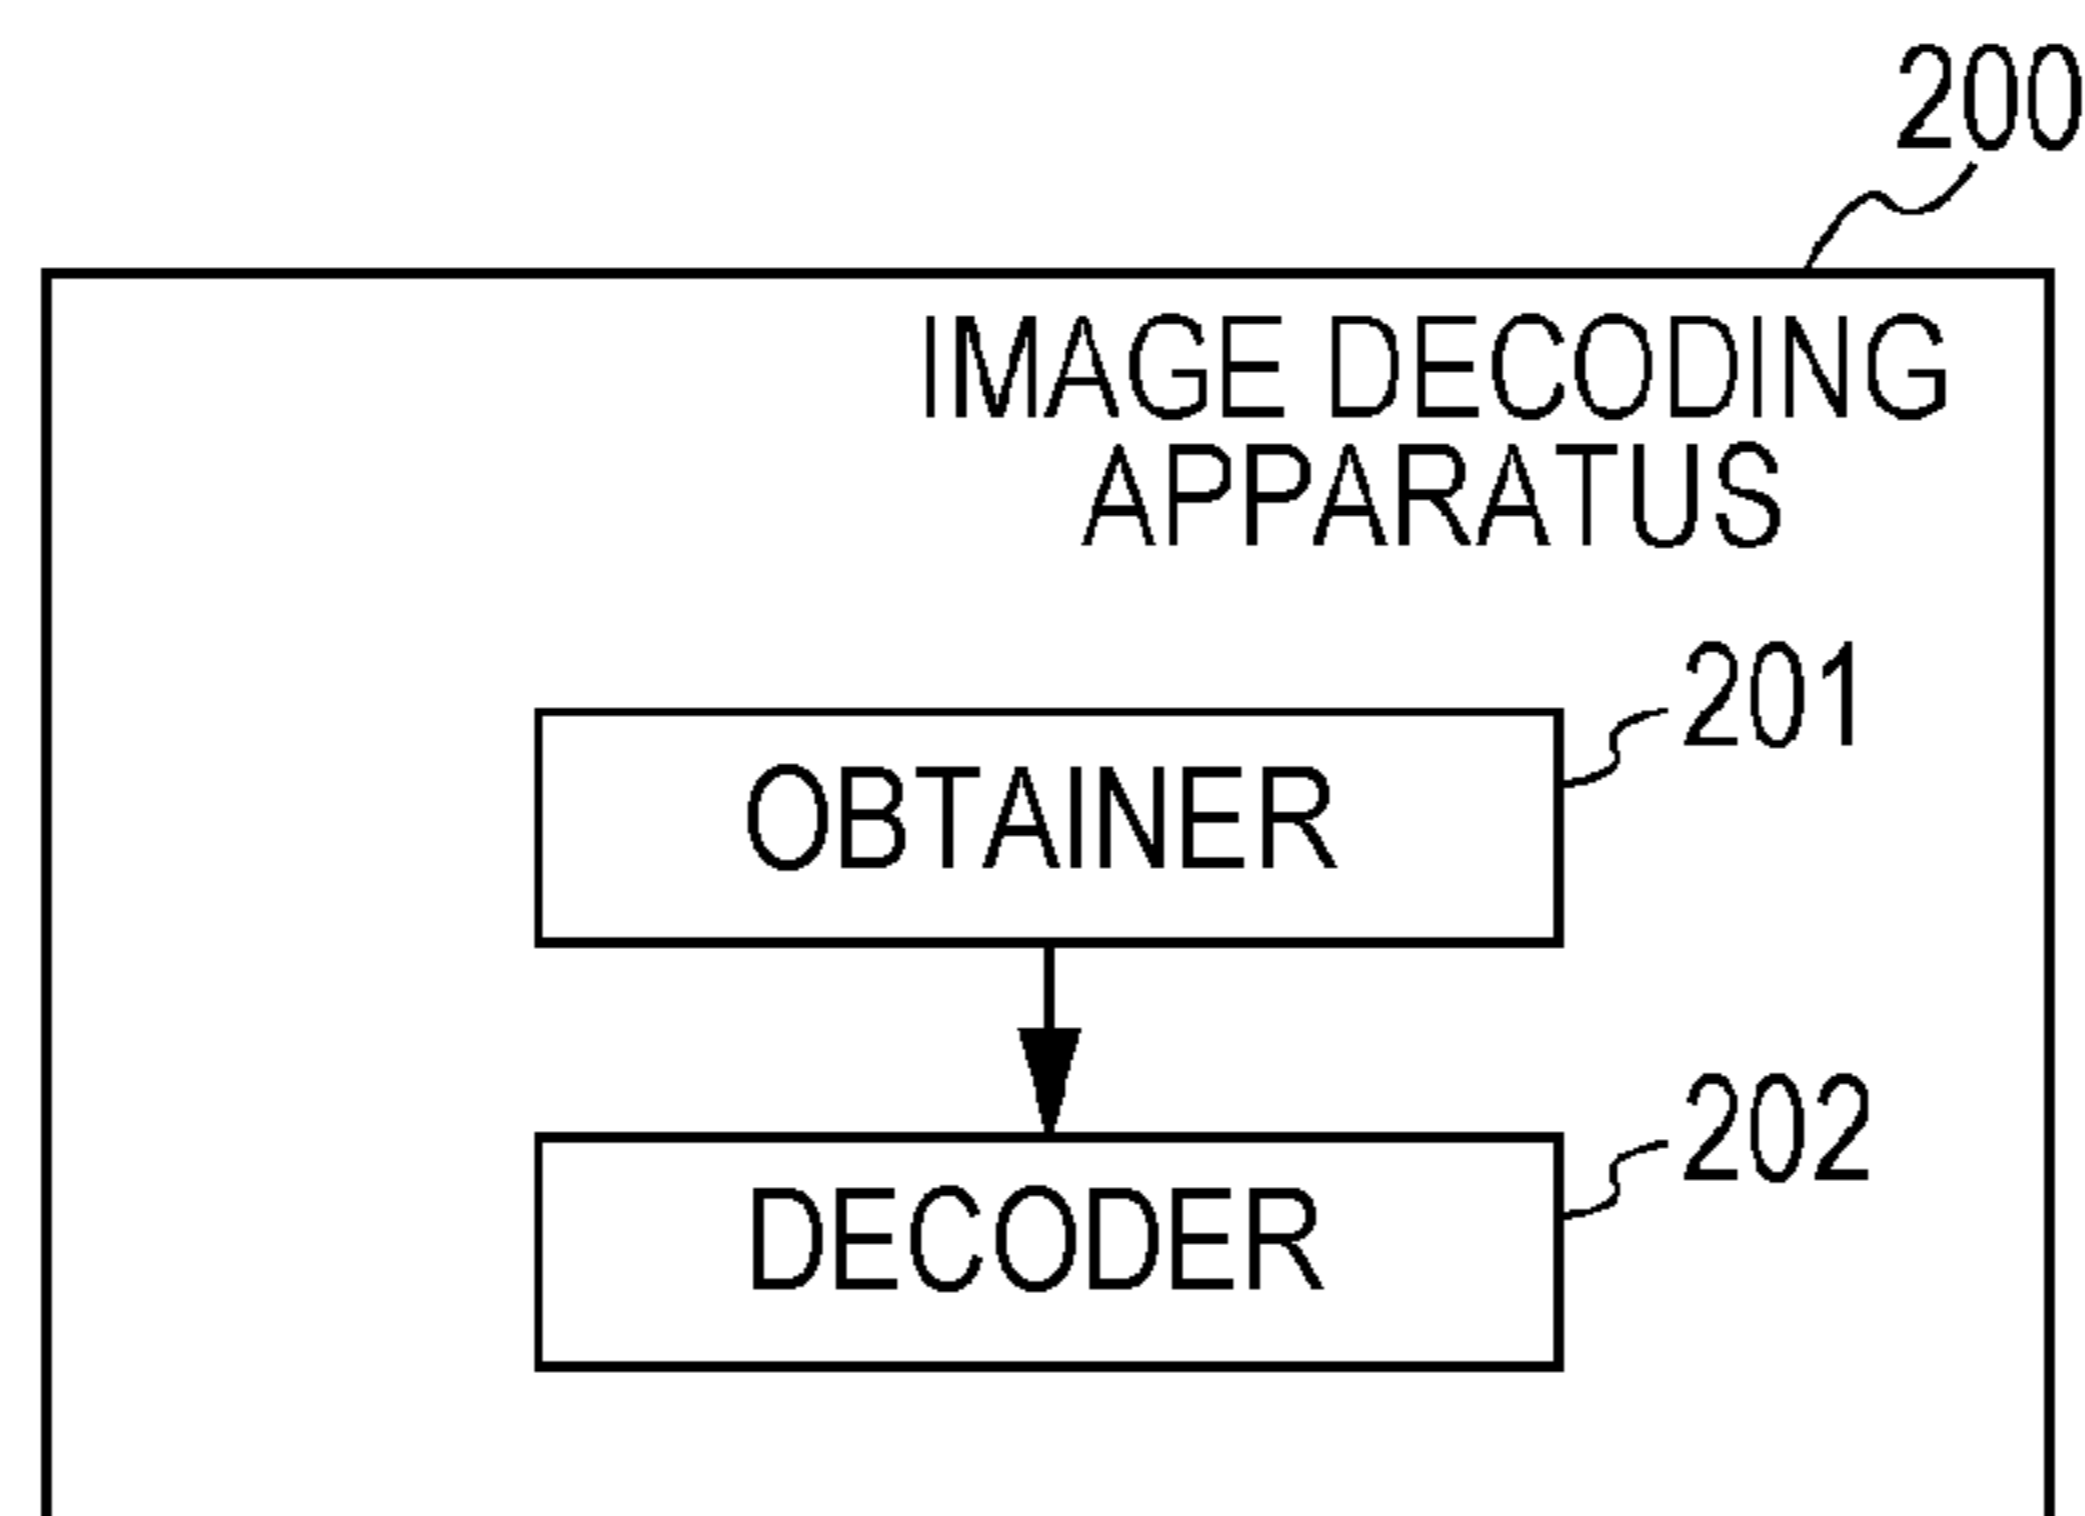 200
IMAGE DECODING
APPARATUS
201
OBTAINER
202
DECODER